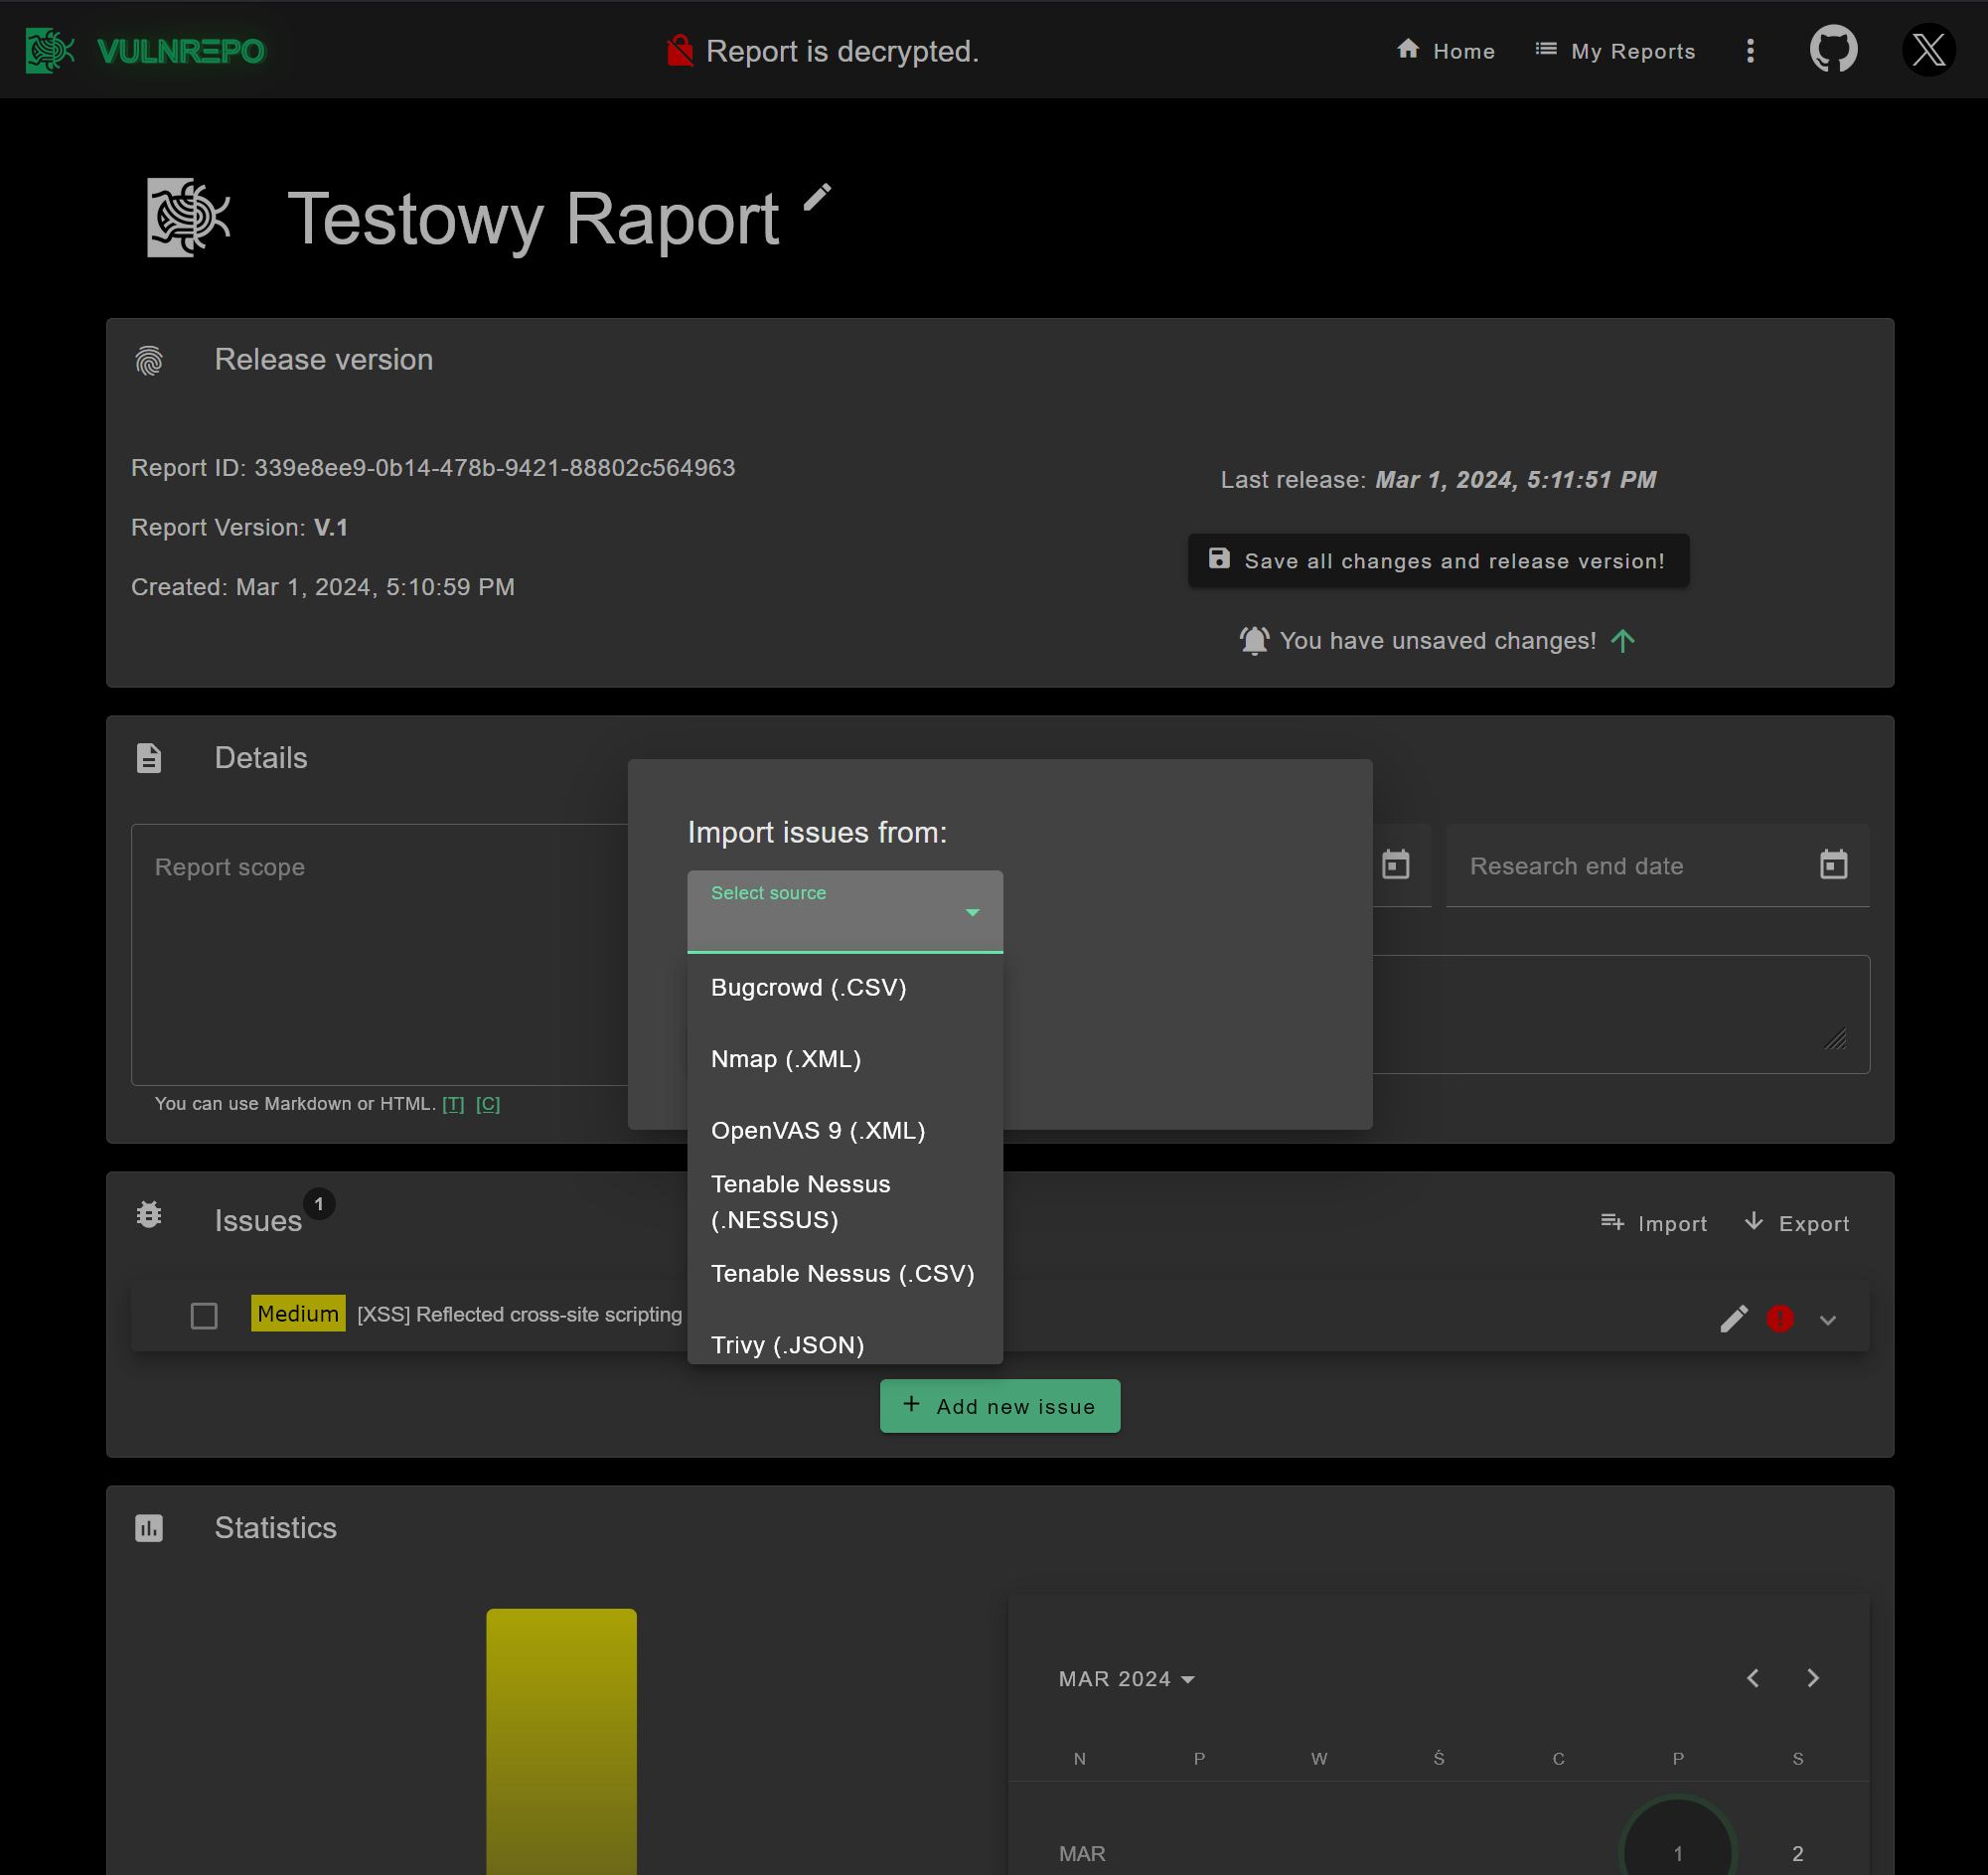 VULNREPO
Report is decrypted.
Home
My Reports
Testowy Raport
Release version
Report ID: 339e8ee9-0b14-478b-9421-88802c564963
Report Version: V.1
Created: Mar 1, 2024, 5:10:59 PM
Last release: Mar 1, 2024, 5:11:51 PM
Save all changes and release version!
You have unsaved changes!
Details
Report scope
You can use Markdown or HTML. [T] [C]
Research end date
Import issues from:
Select source
Bugcrowd (.CSV)
Nmap (.XML)
OpenVAS 9 (.XML)
Tenable Nessus
(.NESSUS)
Tenable Nessus (.CSV)
Trivy (.JSON)
Issues 1
Import
Export
Medium [XSS] Reflected cross-site scripting
+ Add new issue
Statistics
MAR 2024
N P W Ś C P S
MAR 1 2